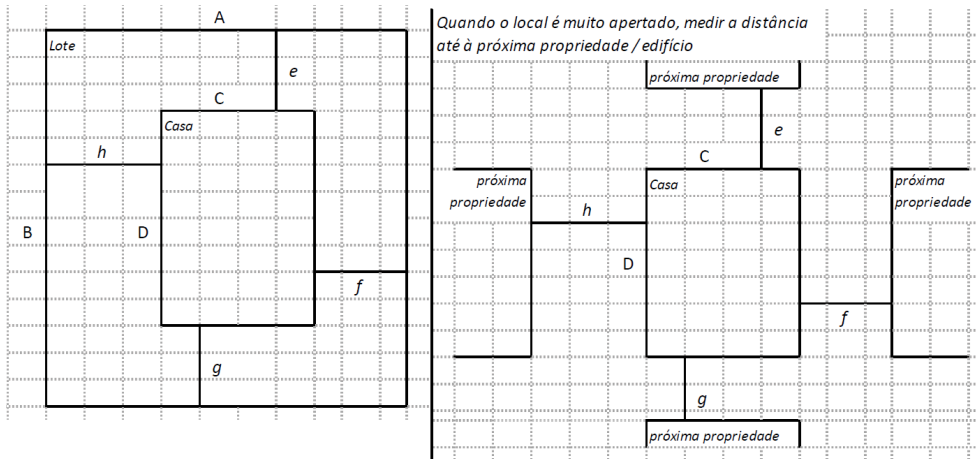 A
Lote
e
C
Casa
h
B
D
f
g
Quando o local é muito apertado, medir a distância
até à próxima propriedade / edifício
próxima propriedade
e
C
próxima
propriedade
Casa
próxima
propriedade
h
D
f
g
próxima propriedade